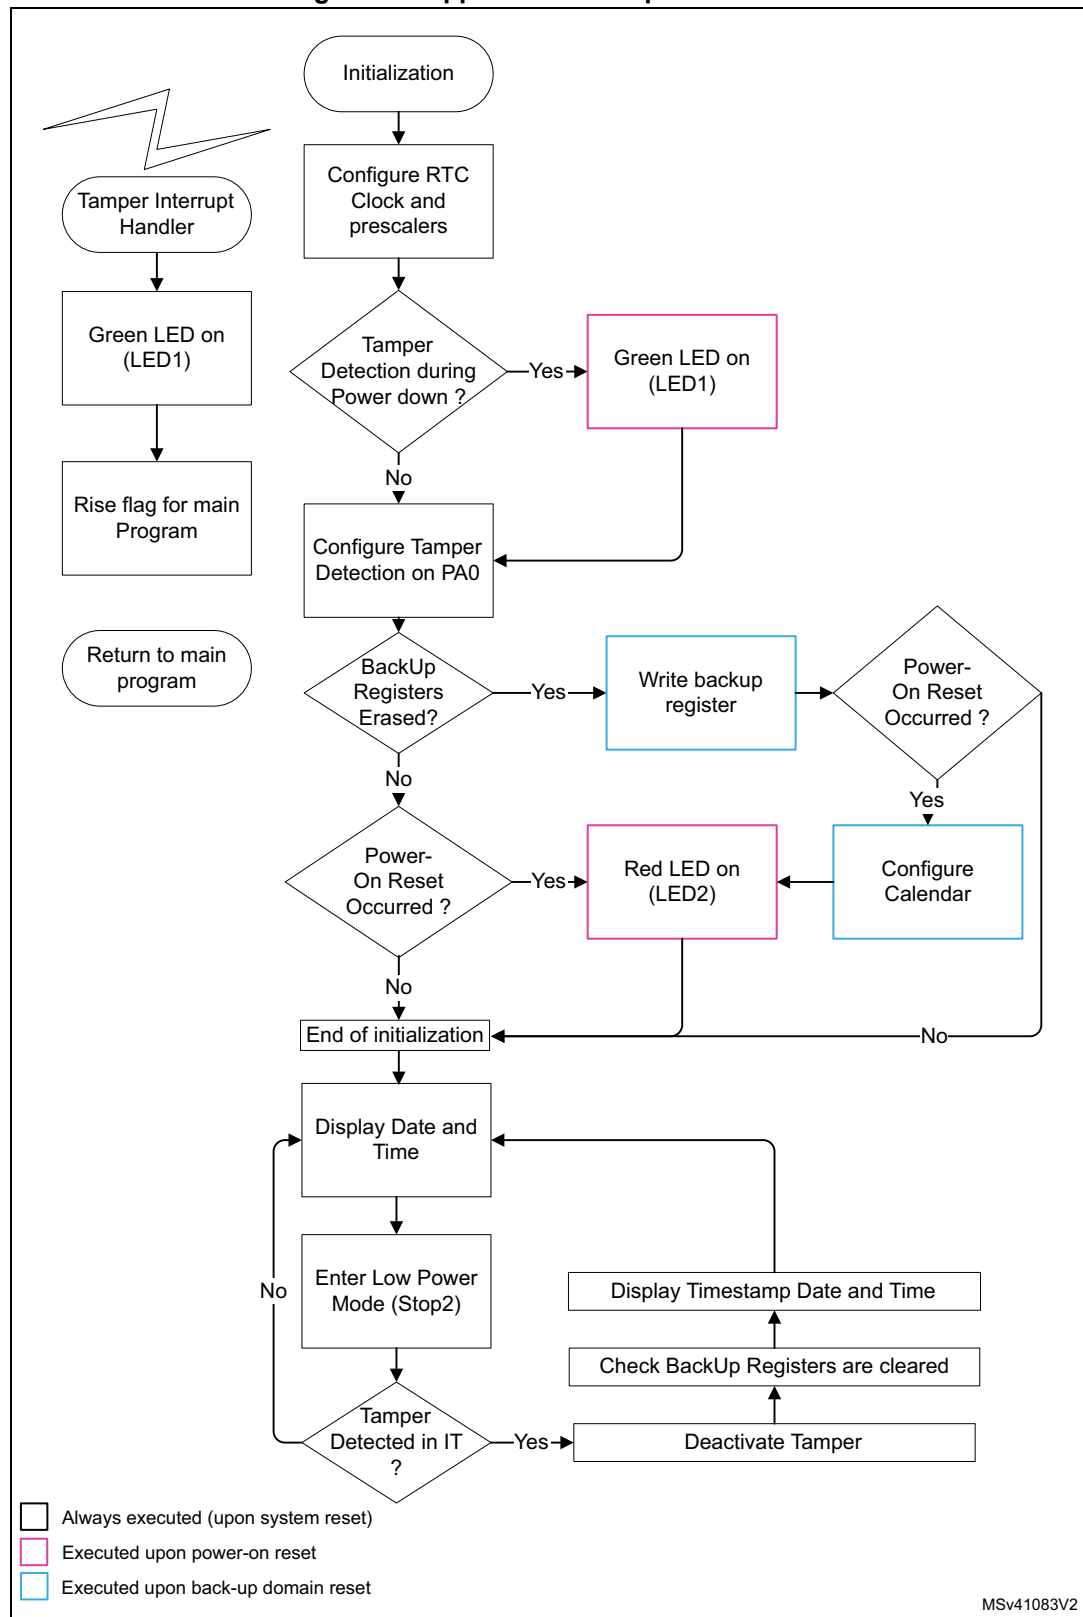 Initialization
Tamper Interrupt
Handler
Configure RTC
Clock and
prescalers
Green LED on
(LED1)
Tamper
Detection during
Power down ?
Yes
Green LED on
(LED1)
No
Rise flag for main
Program
Configure Tamper
Detection on PA0
Return to main
program
BackUp
Registers
Erased?
Yes
Write backup
register
Power-
On Reset
Occurred ?
No
Yes
Power-
On Reset
Occurred ?
Yes
Red LED on
(LED2)
Configure
Calendar
No
End of initialization
No
Display Date and
Time
Enter Low Power
Mode (Stop2)
No
Display Timestamp Date and Time
Check BackUp Registers are cleared
Tamper
Detected in IT
?
Yes
Deactivate Tamper
Always executed (upon system reset)
Executed upon power-on reset
Executed upon back-up domain reset
MSv41083V2